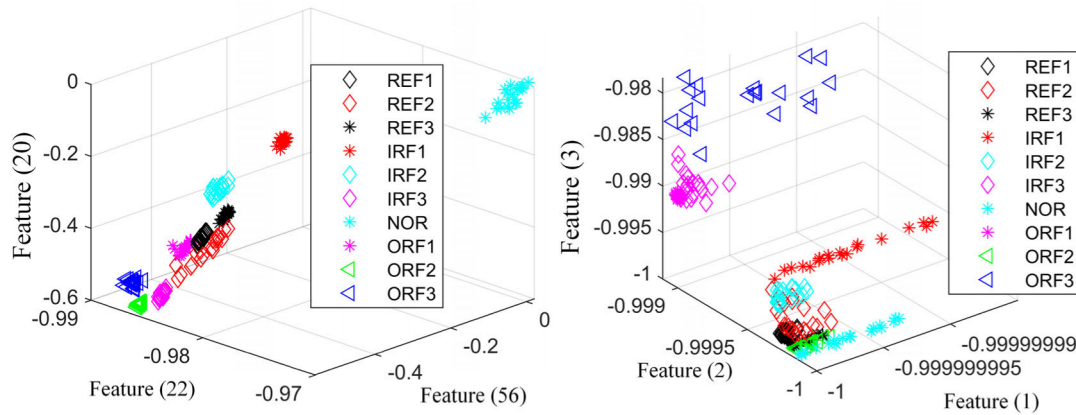 0
-0.2
-0.4
-0.6
Feature (20)
-0.99
-0.98
-0.97
Feature (22)
-0.4
-0.2
0
Feature (56)
REF1
REF2
REF3
IRF1
IRF2
IRF3
NOR
ORF1
ORF2
ORF3
-0.98
-0.985
-0.99
-0.995
-1
Feature (3)
-0.999
-0.9995
-1
Feature (2)
-1
-0.999999995
-0.99999999
Feature (1)
REF1
REF2
REF3
IRF1
IRF2
IRF3
NOR
ORF1
ORF2
ORF3